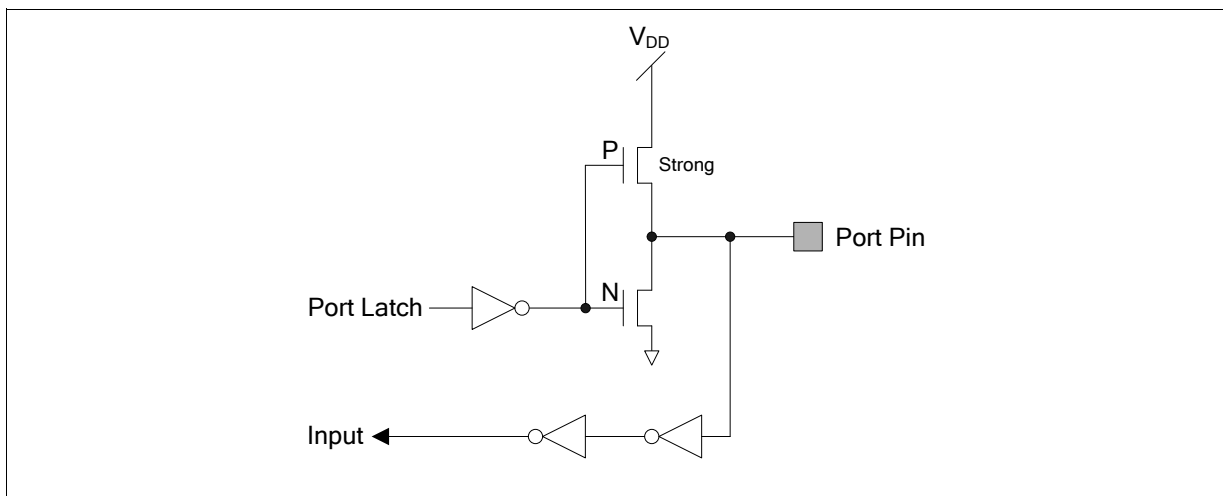 VDD
P
Strong
Port Pin
N
Port Latch
Input